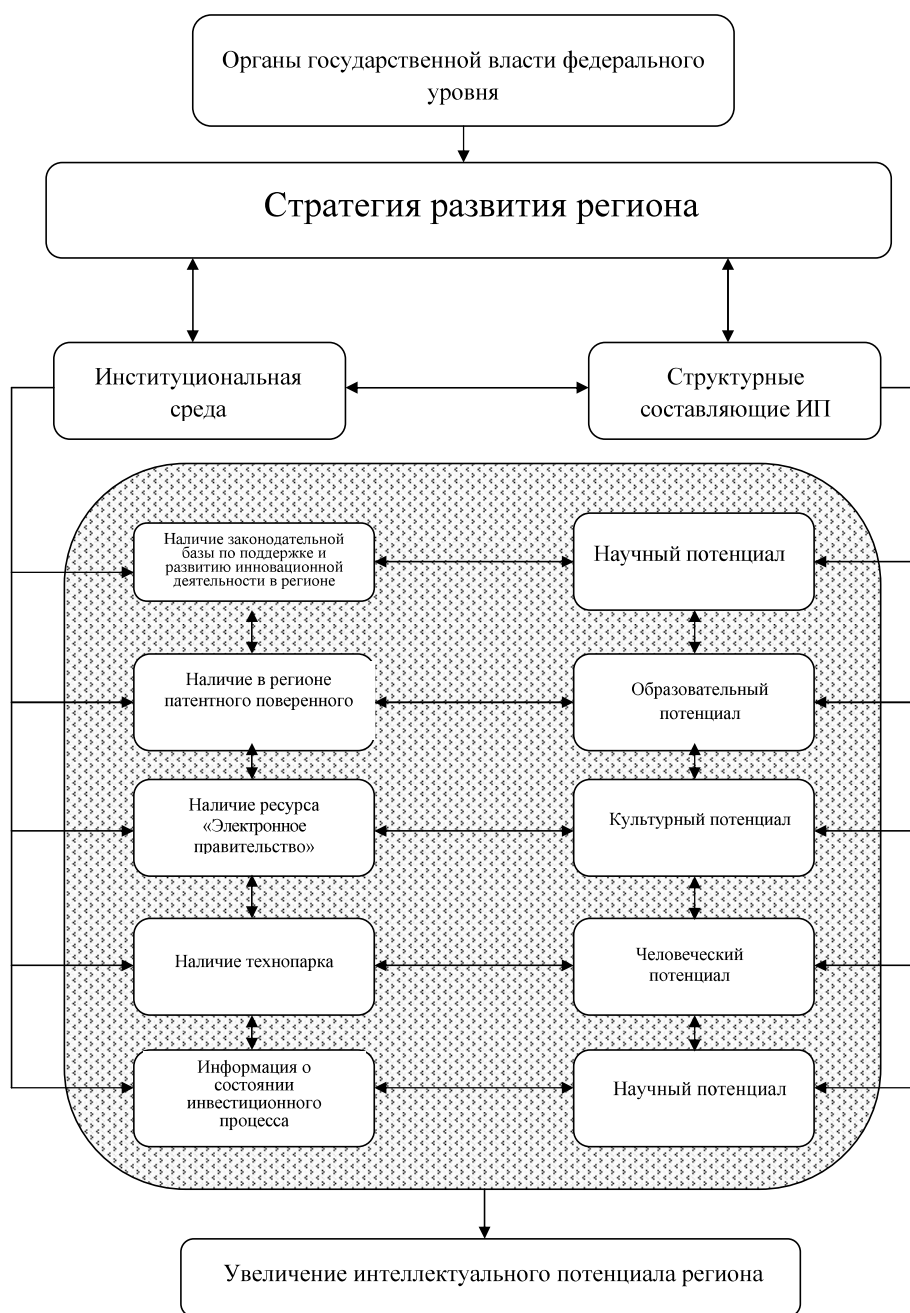 Органы государственной власти федерального
уровня
Стратегия развития региона
Институциональная
среда
Структурные
составляющие ИП
Наличие законодательной
базы по поддержке и
развитию инновационной
деятельности в регионе
Научный потенциал
Наличие в регионе
патентного поверенного
Образовательный
потенциал
Наличие ресурса
«Электронное
правительство»
Культурный потенциал
Наличие технопарка
Человеческий
потенциал
Информация о
состоянии
инвестиционного
процесса
Научный потенциал
Увеличение интеллектуального потенциала региона